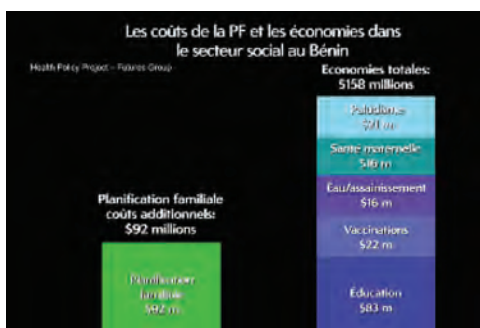 Les coûts de la PF et les économies dans
le secteur social au Bénin
Health Policy Project – Futures Group
Economies totales:
$158 millions
Paludisme
$21 m
Santé maternelle
$16 m
Eau/assainissement
$16 m
Planification familiale
coûts additionnels:
$92 millions
Vaccinations
$22 m
Planification
familiale
$92 m
Éducation
$83 m